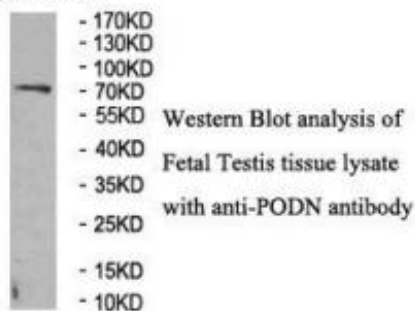 - 170KD
- 130KD
- 100KD
- 70KD
- 55KD
- 40KD
- 35KD
- 25KD
- 15KD
- 10KD
Western Blot analysis of
Fetal Testis tissue lysate
with anti-PODN antibody